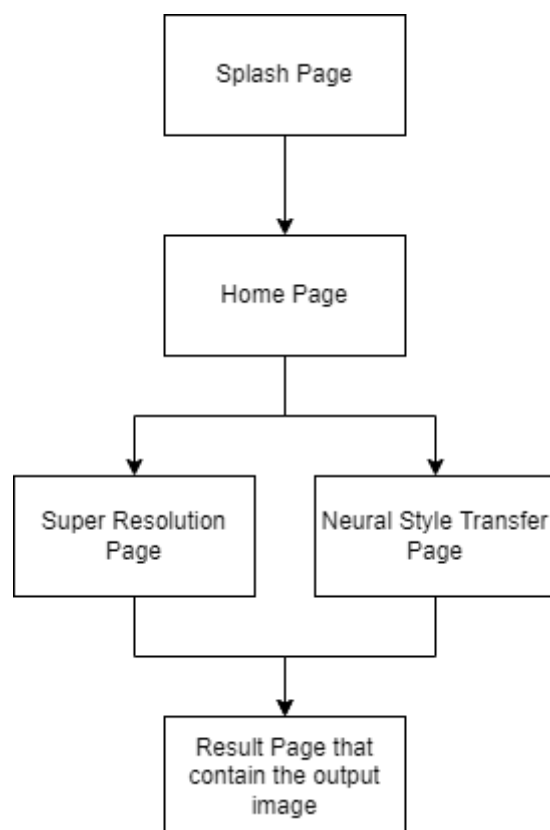 Splash Page
Home Page
Super Resolution
Page
Neural Style Transfer
Page
Result Page that
contain the output
image